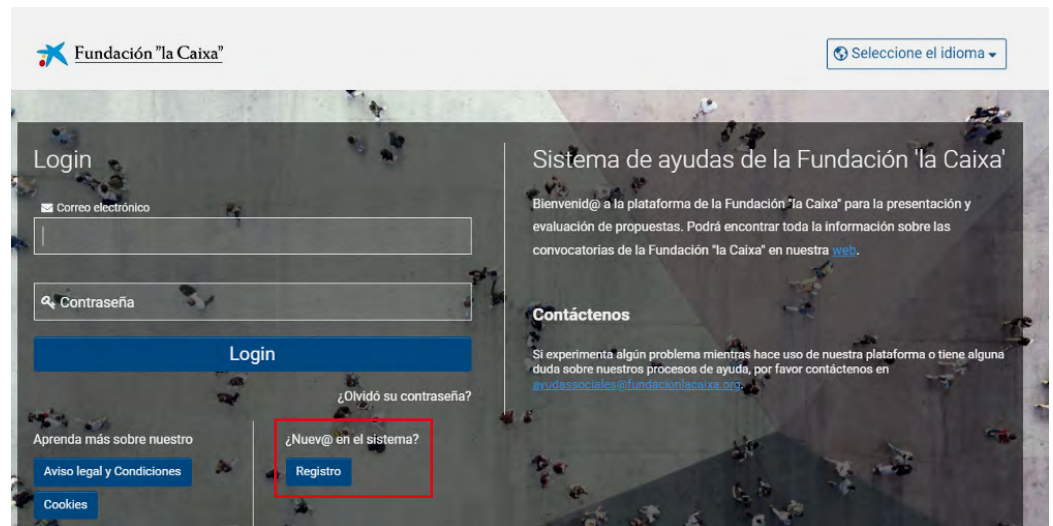 Fundación "la Caixa"
Seleccione el idioma
Login
Correo electrónico
Contraseña
Login
¿Olvidó su contraseña?
Aprenda más sobre nuestro
Aviso legal y Condiciones
Cookies
¿Nuev@ en el sistema?
Registro
Sistema de ayudas de la Fundación 'la Caixa'
Bienvenid@ a la plataforma de la Fundación "la Caixa" para la presentación y
evaluación de propuestas. Podrá encontrar toda la información sobre las
convocatorias de la Fundación "la Caixa" en nuestra web.
Contáctenos
Si experimenta algún problema mientras hace uso de nuestra plataforma o tiene alguna
duda sobre nuestros procesos de ayuda, por favor contáctenos en
ayudassociales@fundacionlacaixa.org.